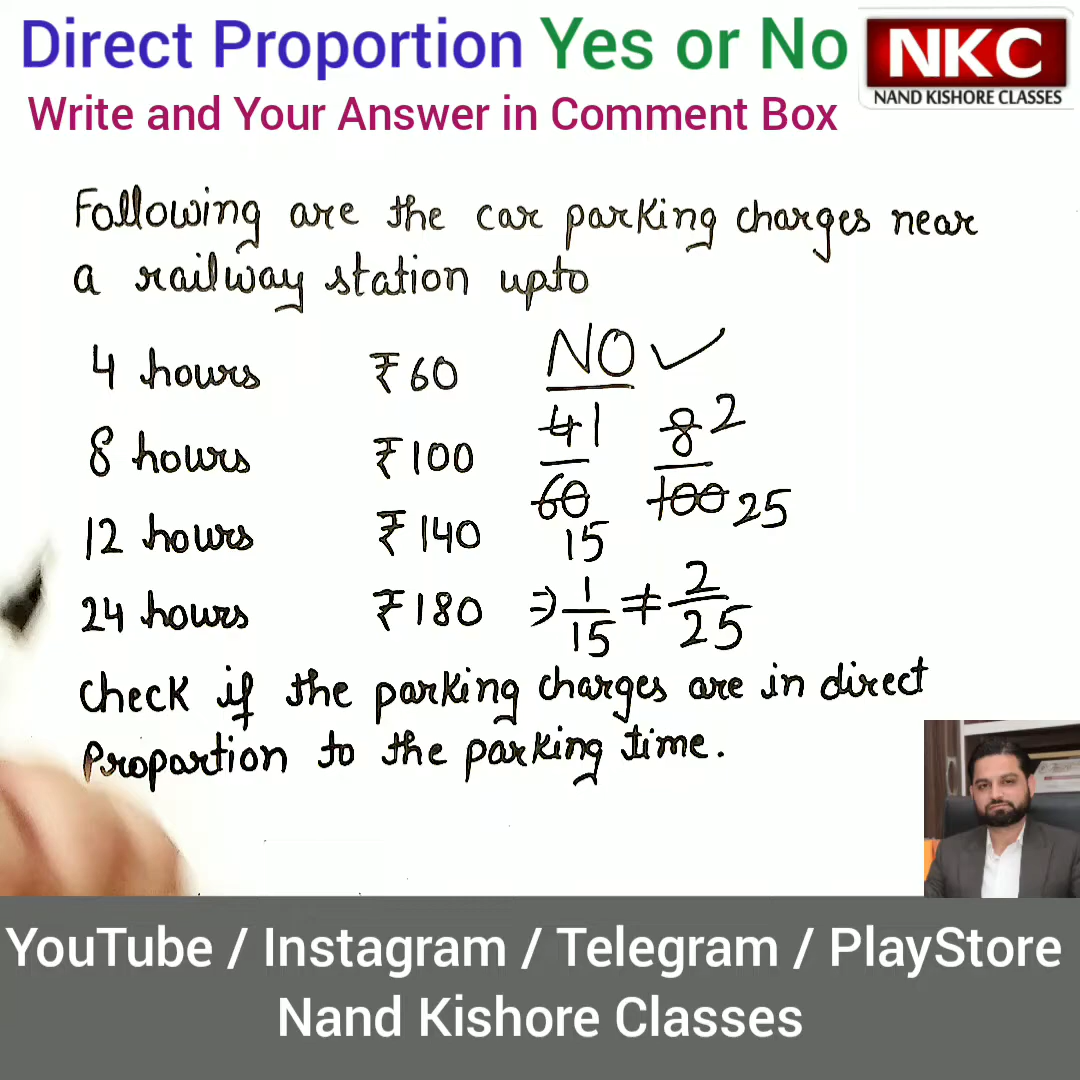 Direct Proportion Yes or No
Write and Your Answer in Comment Box
NKC
NAND KISHORE CLASSES
Following are the car parking charges near
a railway station upto
4 hours ₹60 NO ✓
8 hours ₹100 4 1 / 60 15 8 2 / 100 25
12 hours ₹140
24 hours ₹180 ⇒ 1/15 ≠ 2/25
Check if the parking charges are in direct
Proportion to the parking time.
YouTube / Instagram / Telegram / PlayStore
Nand Kishore Classes